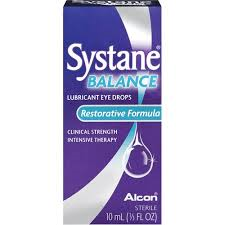 Systane®
BALANCE
LUBRICANT EYE DROPS
Restorative Formula
CLINICAL STRENGTH
INTENSIVE THERAPY
Alcon®
STERILE
10 mL (⅓ FL OZ)